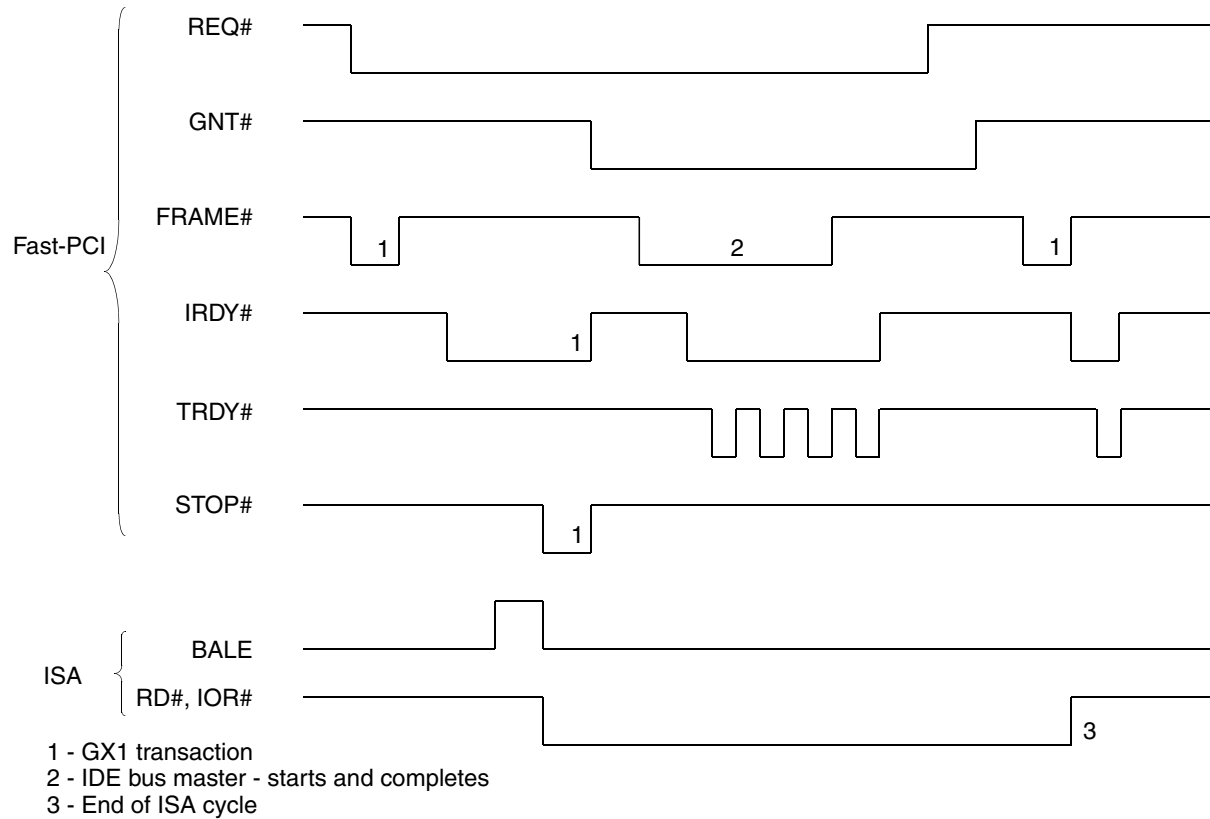 REQ#
GNT#
FRAME#
1
2
1
Fast-PCI
IRDY#
1
TRDY#
STOP#
1
BALE
ISA
RD#, IOR#
3
1 - GX1 transaction
2 - IDE bus master - starts and completes
3 - End of ISA cycle